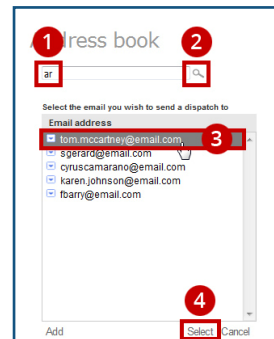 Address book
1
2
ar
Select the email you wish to send a dispatch to
Email address
tom.mccartney@email.com
3
sgerard@email.com
cyruscamarano@email.com
karen.johnson@email.com
fbarry@email.com
4
Add Select Cancel